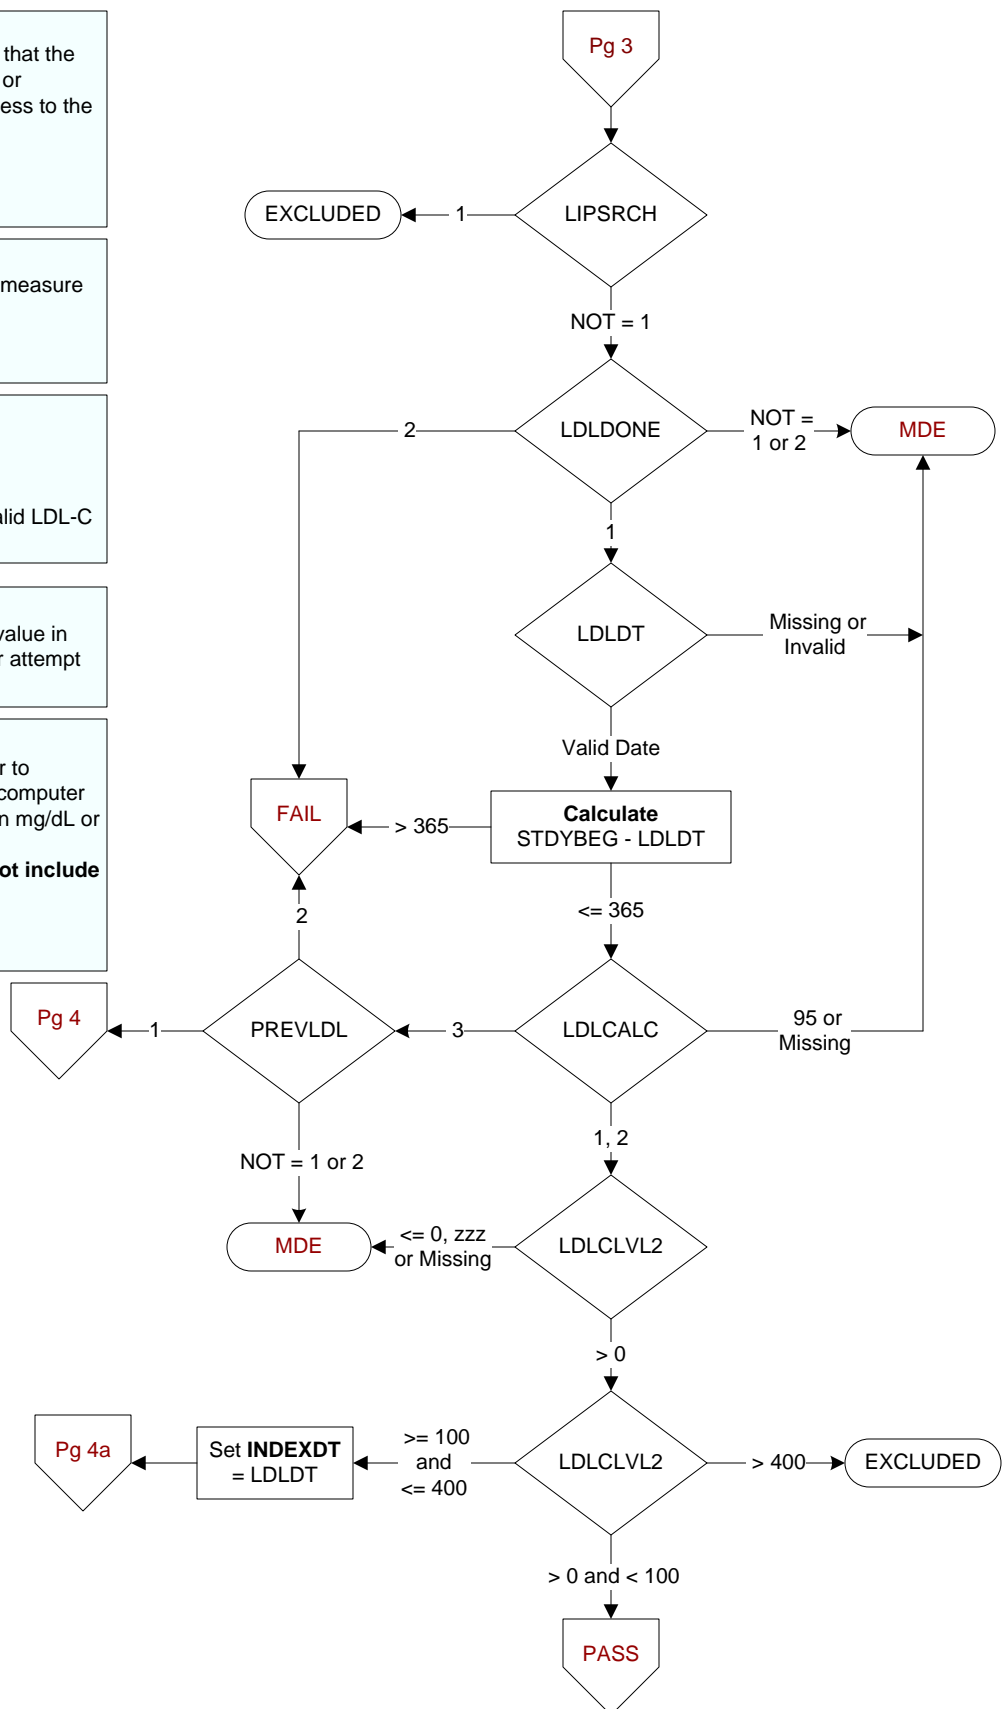 that the
or
ess to the
measure
alid LDL-C
value in
r attempt
r to
computer
n mg/dL or
ot include
Pg 3
LIPSRCH
1
EXCLUDED
NOT = 1
LDLDONE
2
NOT =
1 or 2
MDE
1
LDLDT
Missing or
Invalid
Valid Date
Calculate
STDYBEG - LDLDT
> 365
FAIL
<= 365
2
LDLCALC
3
PREVLDL
1
Pg 4
95 or
Missing
NOT = 1 or 2
1, 2
MDE
LDLCLVL2
<= 0, zzz
or Missing
> 0
LDLCLVL2
>= 100
and
<= 400
Set INDEXDT
= LDLDT
Pg 4a
> 400
EXCLUDED
> 0 and < 100
PASS